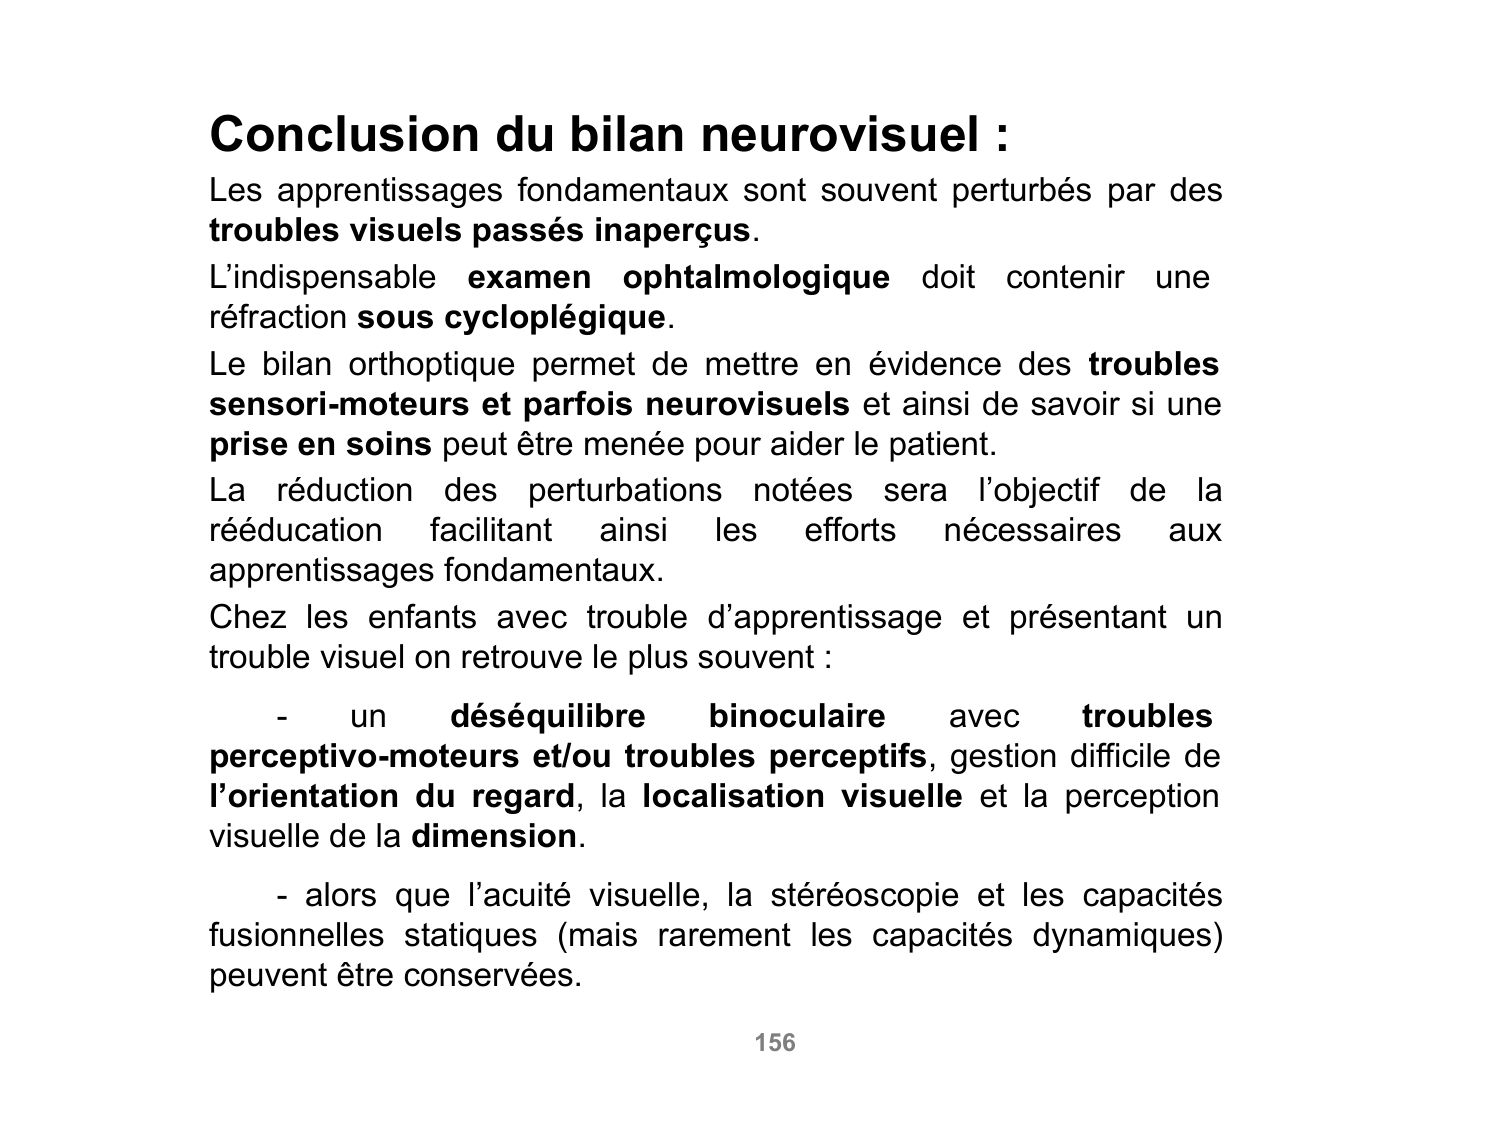 Conclusion du bilan neurovisuel :
Les apprentissages fondamentaux sont souvent perturbés par des
troubles visuels passés inaperçus.
L’indispensable examen ophtalmologique doit contenir une
réfraction sous cycloplégique.
Le bilan orthoptique permet de mettre en évidence des troubles
sensori-moteurs et parfois neurovisuels et ainsi de savoir si une
prise en soins peut être menée pour aider le patient.
La réduction des perturbations notées sera l’objectif de la
rééducation facilitant ainsi les efforts nécessaires aux
apprentissages fondamentaux.
Chez les enfants avec trouble d’apprentissage et présentant un
trouble visuel on retrouve le plus souvent :
- un déséquilibre binoculaire avec troubles
perceptivo-moteurs et/ou troubles perceptifs, gestion difficile de
l’orientation du regard, la localisation visuelle et la perception
visuelle de la dimension.
- alors que l’acuité visuelle, la stéréoscopie et les capacités
fusionnelles statiques (mais rarement les capacités dynamiques)
peuvent être conservées.
156